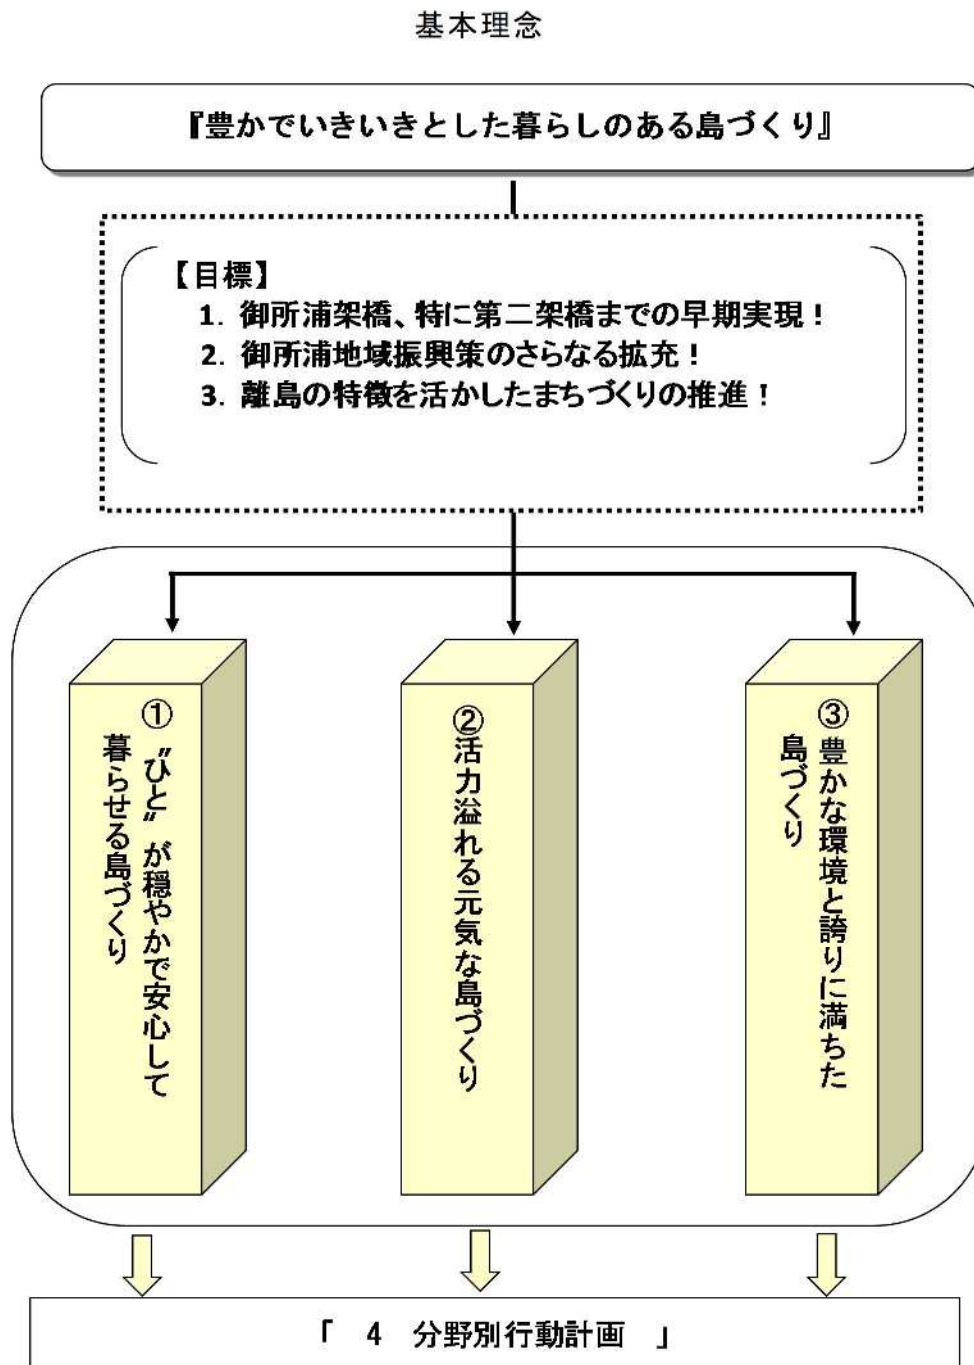 基本理念
『豊かでいきいきとした暮らしのある島づくり』
【目標】
1. 御所浦架橋、特に第二架橋までの早期実現！
2. 御所浦地域振興策のさらなる拡充！
3. 離島の特徴を活かしたまちづくりの推進！
① “ひと” が穏やかで安心して
暮らせる島づくり
②活力溢れる元気な島づくり
③豊かな環境と誇りに満ちた
島づくり
「　4　分野別行動計画　」